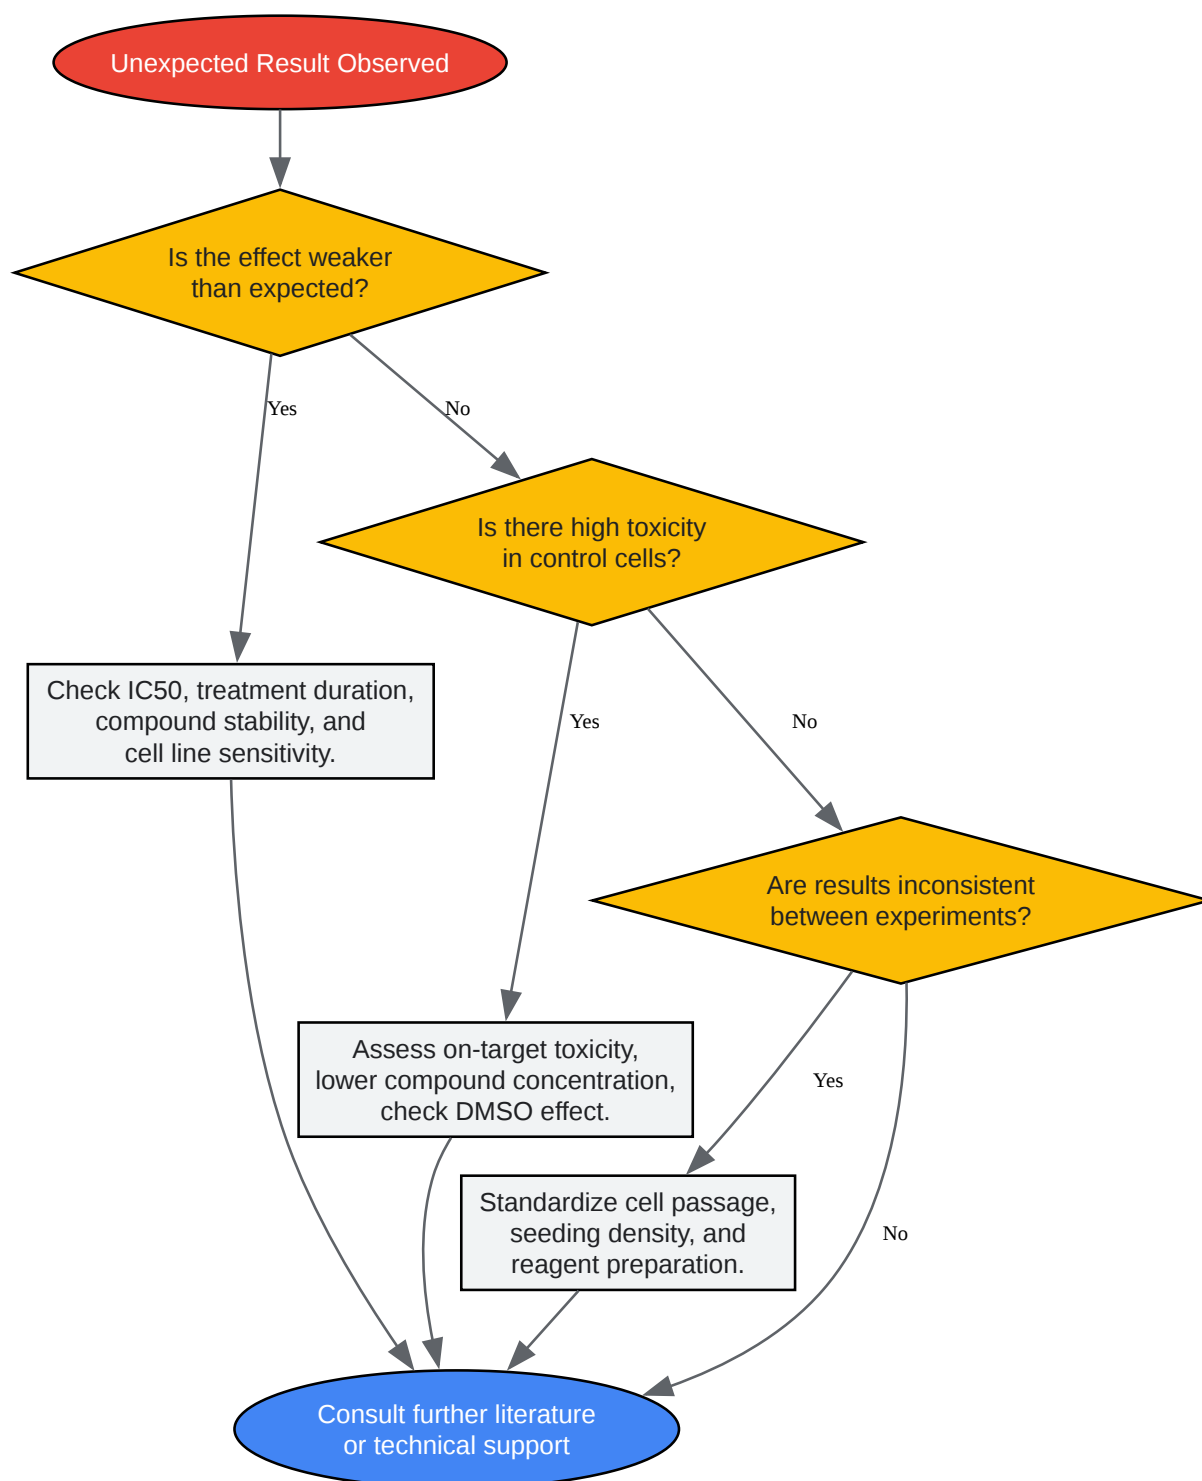 Unexpected Result Observed
Is the effect weaker
than expected?
Yes
No
Is there high toxicity
in control cells?
Check IC50, treatment duration,
compound stability, and
cell line sensitivity.
Yes
No
Are results inconsistent
between experiments?
Assess on-target toxicity,
lower compound concentration,
check DMSO effect.
Yes
Standardize cell passage,
seeding density, and
reagent preparation.
No
Consult further literature
or technical support